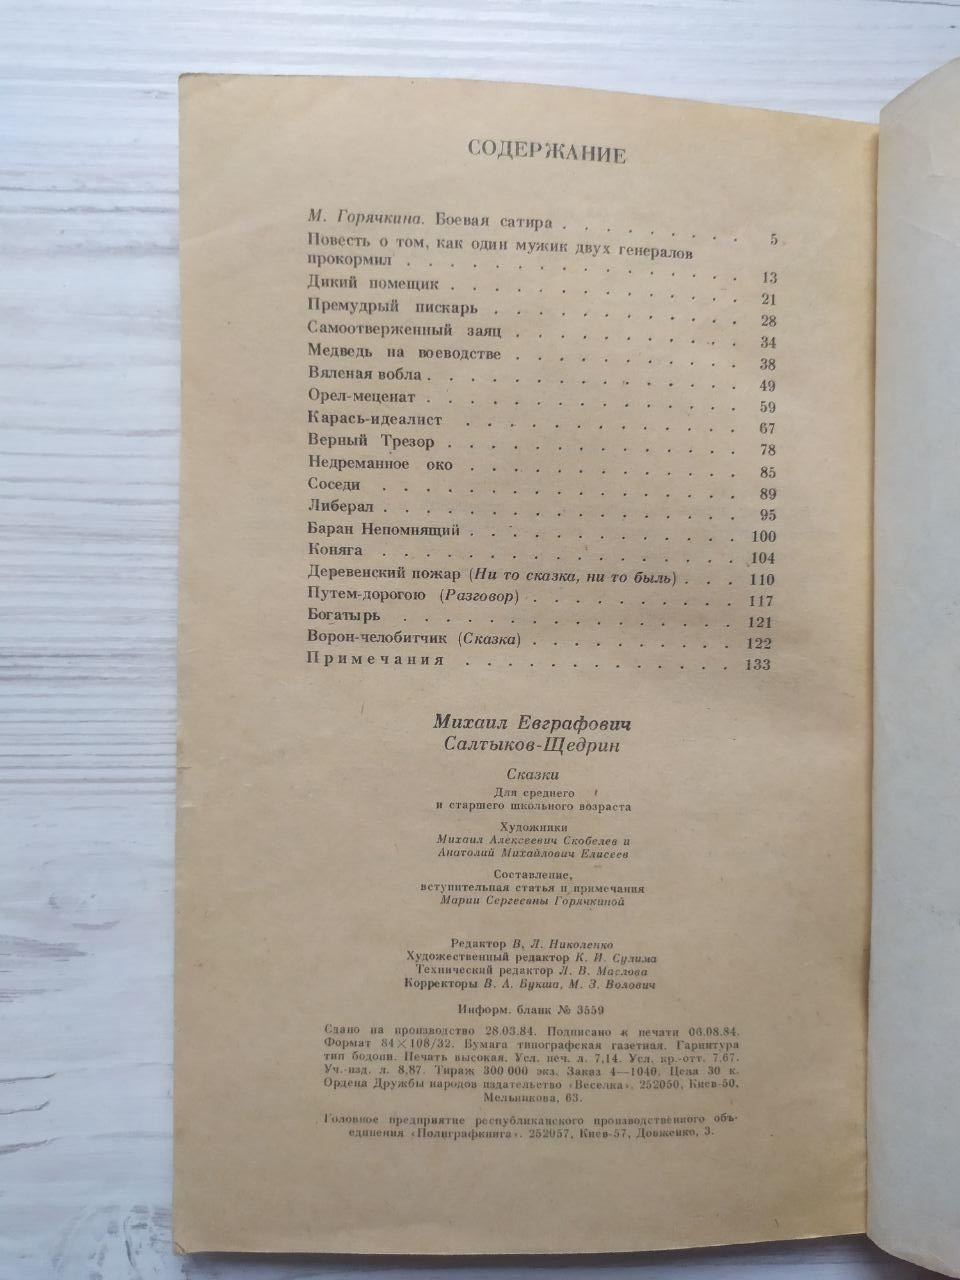 СОДЕРЖАНИЕ
М. Горячкина. Боевая сатира . . . . . . . . . 5
Повесть о том, как один мужик двух генералов
прокормил . . . . . . . . . . . . . . . 13
Дикий помещик . . . . . . . . . . . . . 21
Премудрый пискарь . . . . . . . . . . . 28
Самоотверженный заяц . . . . . . . . . . 34
Медведь на воеводстве . . . . . . . . . . 38
Вяленая вобла . . . . . . . . . . . . . . 49
Орел-меценат . . . . . . . . . . . . . . 59
Карась-идеалист . . . . . . . . . . . . 67
Верный Трезор . . . . . . . . . . . . . 78
Недреманное око . . . . . . . . . . . . 85
Соседи . . . . . . . . . . . . . . . . 89
Либерал . . . . . . . . . . . . . . . . 95
Баран Непомнящий . . . . . . . . . . . . 100
Коняга . . . . . . . . . . . . . . . . 104
Деревенский пожар (Ни то сказка, ни то быль) . . . 110
Путем-дорогою (Разговор) . . . . . . . . . . 117
Богатырь . . . . . . . . . . . . . . . 121
Ворон-челобитчик (Сказка) . . . . . . . . . . 122
Примечания . . . . . . . . . . . . . 133
Михаил Евграфович
Салтыков-Щедрин
Сказки
Для среднего
и старшего школьного возраста
Художники
Михаил Алексеевич Скобелев и
Анатолий Михайлович Елисеев
Составление,
вступительная статья и примечания
Марии Сергеевны Горячкиной
Редактор В. Л. Николенко
Художественный редактор К. И. Сулима
Технический редактор Л. В. Маслова
Корректоры В. А. Букша, М. З. Волович
Информ. бланк № 3559
Сдано на производство 28.03.84. Подписано к печати 06.08.84.
Формат 84×108/32. Бумага типографская газетная. Гарнитура
тип бодони. Печать высокая. Усл. печ. л. 7,14. Усл. кр.-отт. 7,67.
Уч.-изд. л. 8,87. Тираж 300 000 экз. Заказ 4—1040. Цена 30 к.
Ордена Дружбы народов издательство «Веселка», 252050, Киев-50,
Мельникова, 63.
Головное предприятие республиканского производственного объ-
единения «Полиграфкнига». 252057, Киев-57, Довженко, 3.